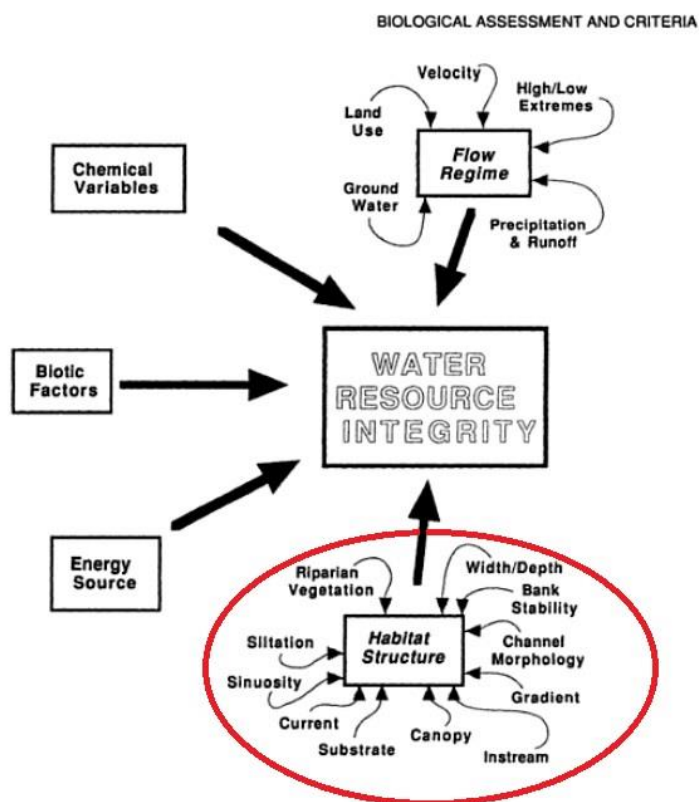 BIOLOGICAL ASSESSMENT AND CRITERIA
Velocity
High/Low
Extremes
Land
Use
Flow
Regime
Ground
Water
Precipitation
& Runoff
Chemical
Variables
Biotic
Factors
WATER
RESOURCE
INTEGRITY
Energy
Source
Riparian
Vegetation
Width/Depth
Bank
Stability
Siltation
Habitat
Structure
Channel
Morphology
Sinuosity
Gradient
Current
Substrate
Canopy
Instream